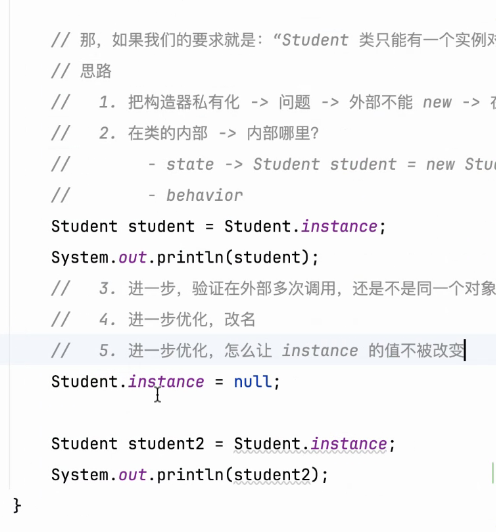 // 那，如果我们的要求就是：“Student 类只能有一个实例对
// 思路
//   1. 把构造器私有化 -> 问题 -> 外部不能 new -> 在
//   2. 在类的内部 -> 内部哪里？
//        - state -> Student student = new Stu
//        - behavior
Student student = Student.instance;
System.out.println(student);
//   3. 进一步，验证在外部多次调用，还是不是同一个对象
//   4. 进一步优化，改名
//   5. 进一步优化，怎么让 instance 的值不被改变
Student.instance = null;
Student student2 = Student.instance;
System.out.println(student2);
}